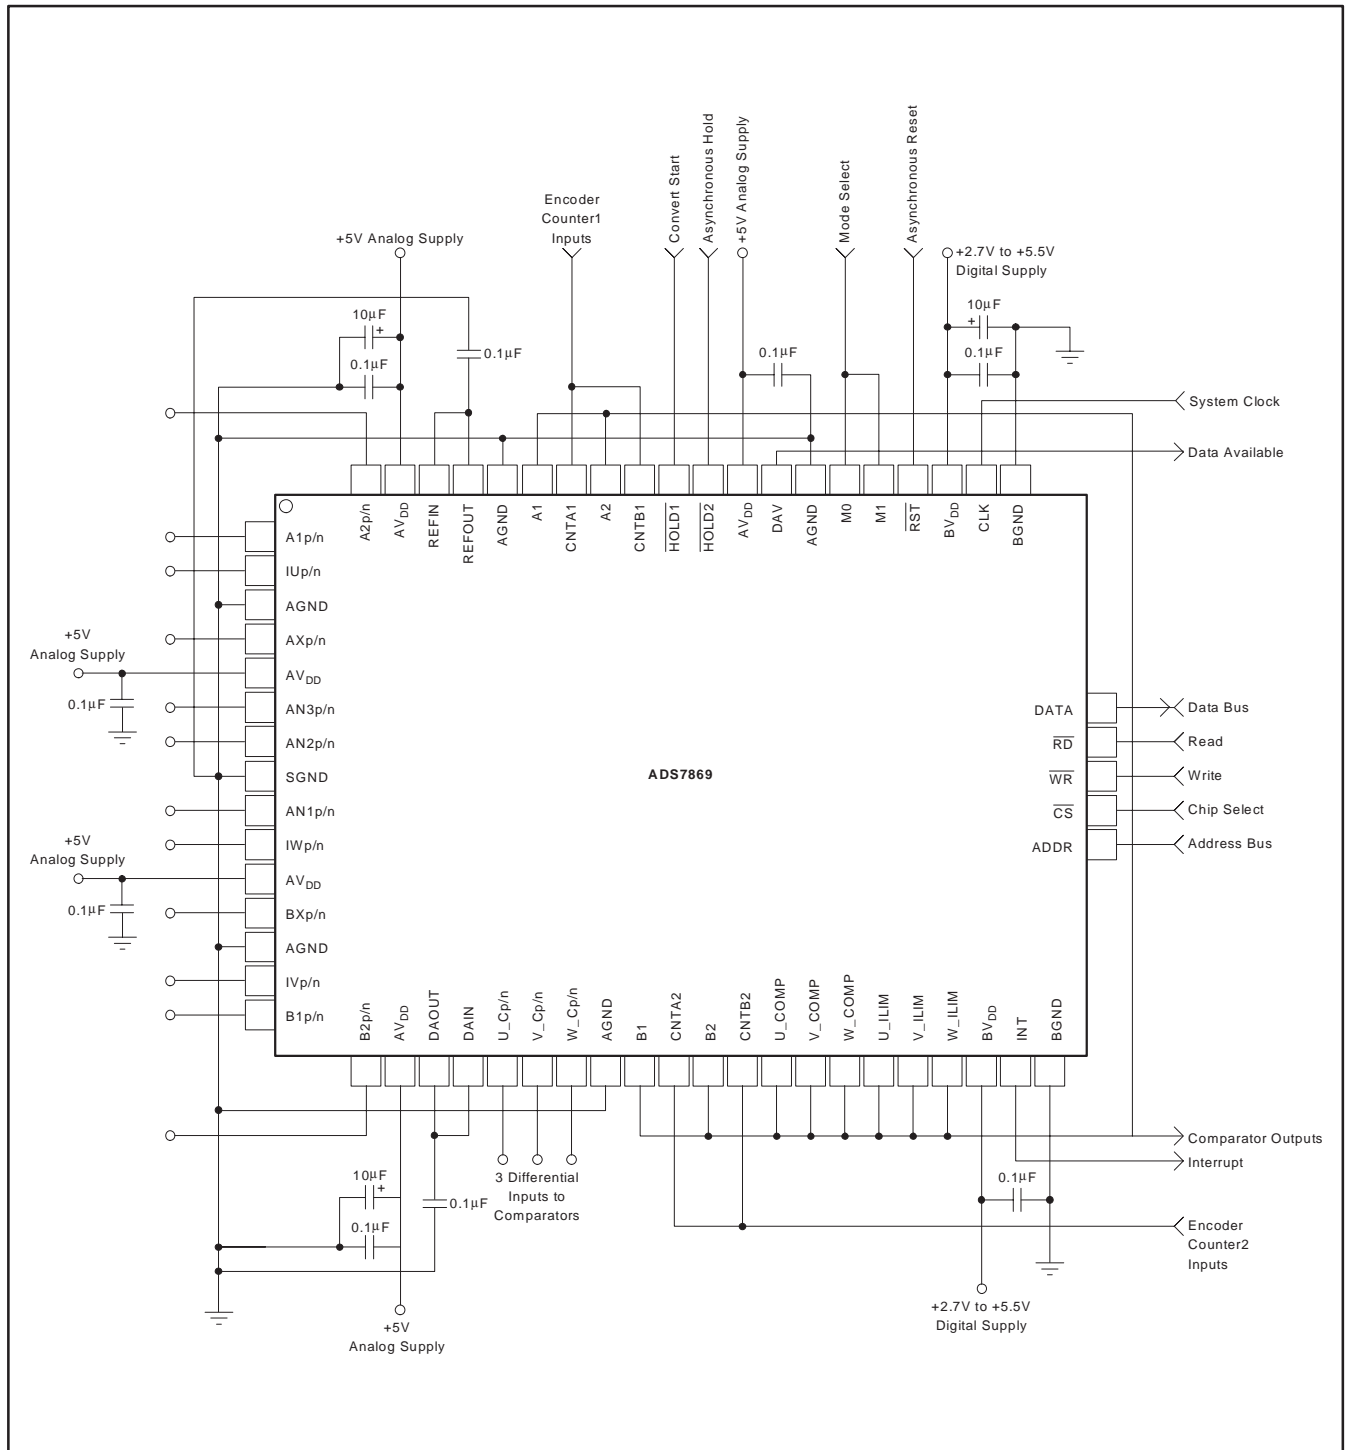 Asynchronous Reset
Asynchronous Hold
+5V Analog Supply
Convert Start
Mode Select
Encoder
Counter1
Inputs
+5V Analog Supply
+2.7V to +5.5V
Digital Supply
10µF
+
0.1µF
0.1µF
0.1µF
10µF
+
0.1µF
System Clock
Data Available
A2p/n
AVDD
REFIN
REFOUT
AGND
A1
CNTA1
A2
CNTB1
HOLD1
HOLD2
AVDD
DAV
AGND
M0
M1
RST
BVDD
CLK
BGND
A1p/n
IUp/n
AGND
AXp/n
+5V
Analog Supply
AVDD
0.1µF
AN3p/n
AN2p/n
SGND
AN1p/n
IWp/n
+5V
Analog Supply
AVDD
0.1µF
BXp/n
AGND
IVp/n
B1p/n
ADS7869
DATA
Data Bus
RD
Read
WR
Write
CS
Chip Select
ADDR
Address Bus
B2p/n
AVDD
DAOUT
DAIN
U_Cp/n
V_Cp/n
W_Cp/n
AGND
B1
CNTA2
B2
CNTB2
U_COMP
V_COMP
W_COMP
U_ILIM
V_ILIM
W_ILIM
BVDD
INT
BGND
Comparator Outputs
Interrupt
10µF
+
0.1µF
0.1µF
3 Differential
Inputs to
Comparators
0.1µF
Encoder
Counter2
Inputs
+5V
Analog Supply
+2.7V to +5.5V
Digital Supply